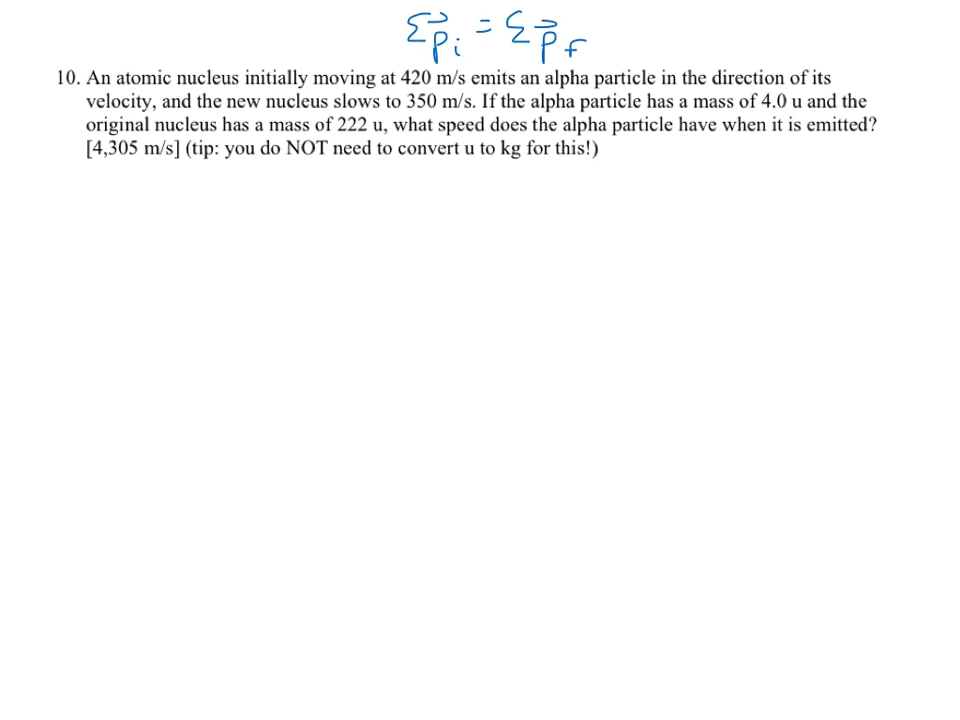 Σp⃗i = Σp⃗f
10. An atomic nucleus initially moving at 420 m/s emits an alpha particle in the direction of its
velocity, and the new nucleus slows to 350 m/s. If the alpha particle has a mass of 4.0 u and the
original nucleus has a mass of 222 u, what speed does the alpha particle have when it is emitted?
[4,305 m/s] (tip: you do NOT need to convert u to kg for this!)